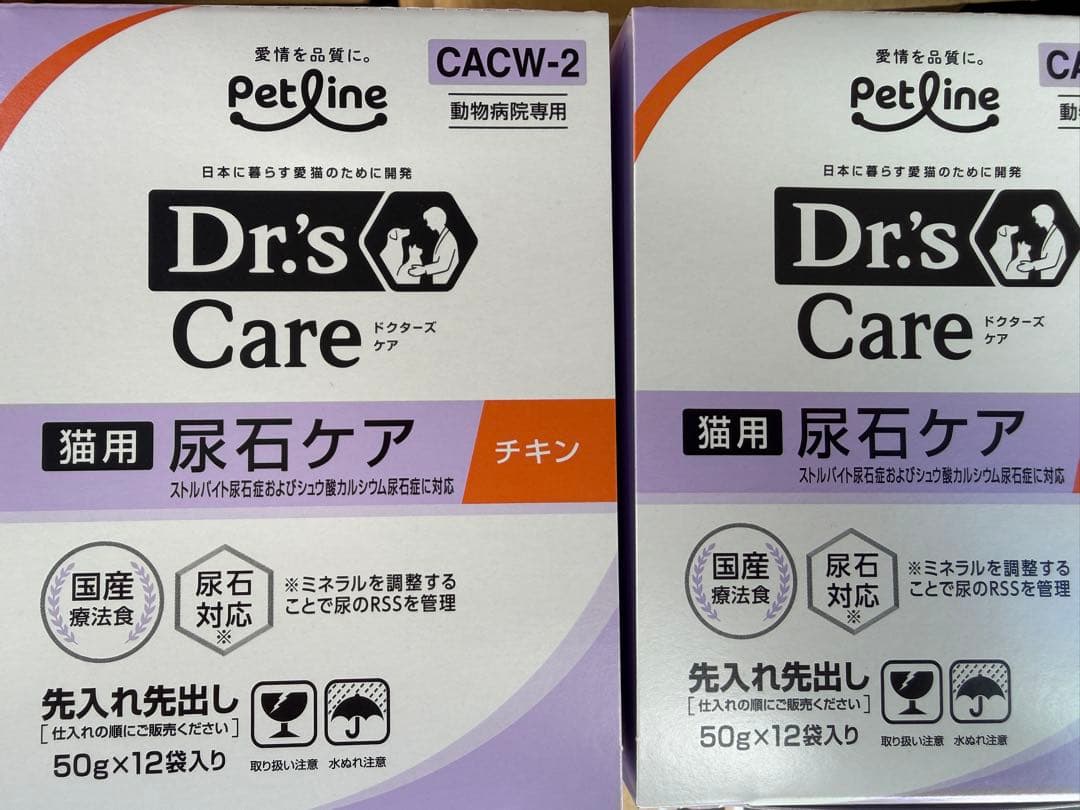 愛情を品質に。
Petline
CACW-2
動物病院専用
日本に暮らす愛猫のために開発
Dr.'s
Care
ドクターズ
ケア
猫用
尿石ケア
ストルバイト尿石症およびシュウ酸カルシウム尿石症に対応
チキン
国産
療法食
尿石
対応
※
※ミネラルを調整する
ことで尿のRSSを管理
先入れ先出し
[仕入れの順にご販売ください]
50g×12袋入り
取り扱い注意
水ぬれ注意
愛情を品質に。
Petline
CA
動
日本に暮らす愛猫のために開発
Dr.'s
Care
ドクターズ
ケア
猫用
尿石ケア
ストルバイト尿石症およびシュウ酸カルシウム尿石症に対応
国産
療法食
尿石
対応
※
※ミネラルを調整する
ことで尿のRSSを管理
先入れ先出し
[仕入れの順にご販売ください]
50g×12袋入り
取り扱い注意
水ぬれ注意